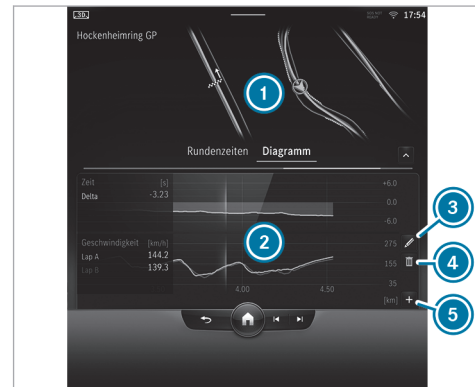 3D
17:54
Hockenheimring GP
1
Rundenzeiten Diagramm
Zeit [s]
Delta -3.23
+6.0
0.0
-6.0
3
2
Geschwindigkeit [km/h]
Lap A 144.2
Lap B 139.3
275
155
35
4
4.00 4.50 [km]
5